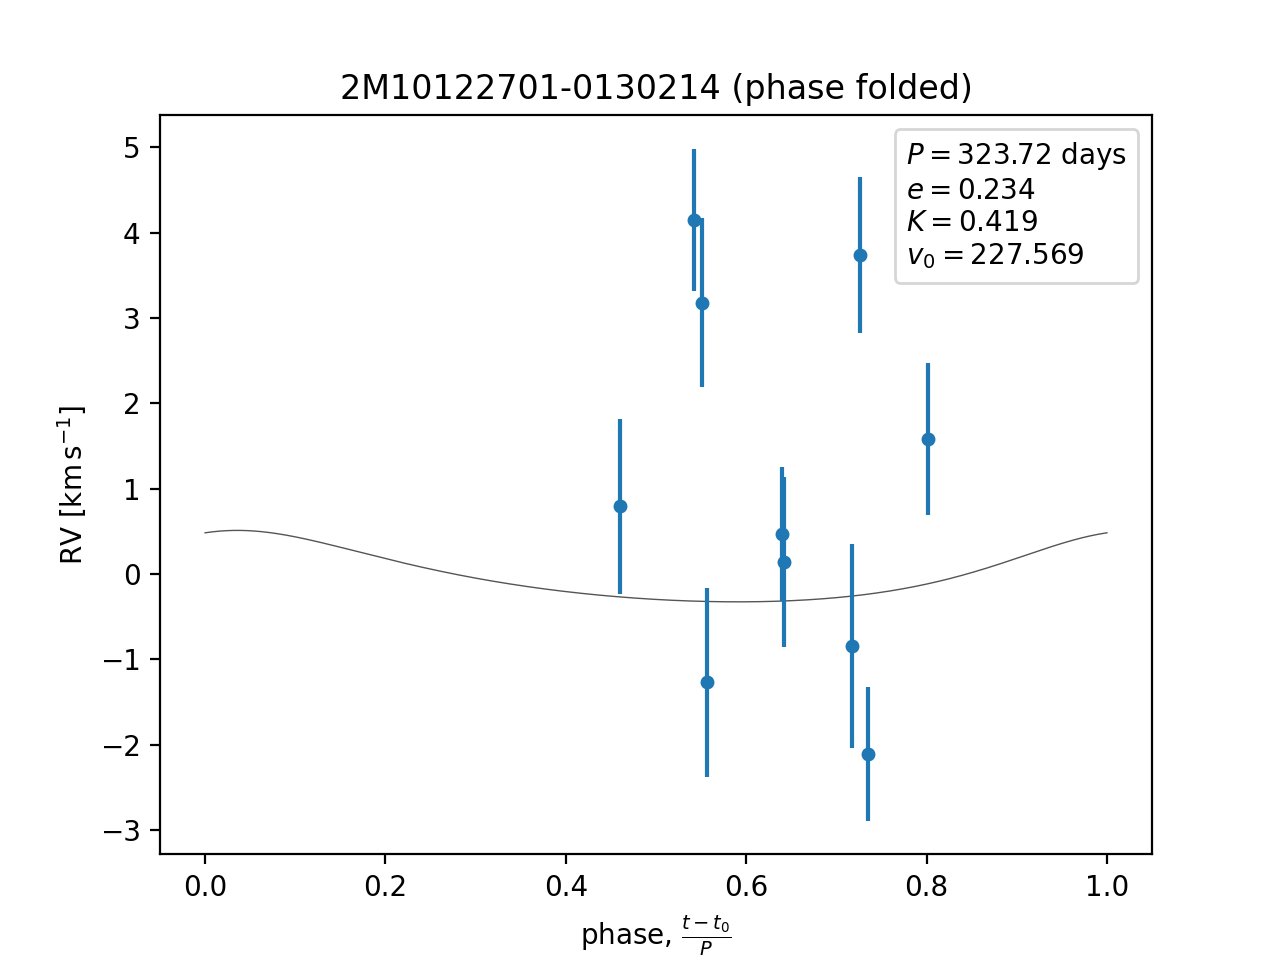 2M10122701-0130214 (phase folded)
P = 323.72 days
e = 0.234
K = 0.419
v₀ = 227.569
5
4
3
2
1
0
−1
−2
−3
RV [km s⁻¹]
0.0 0.2 0.4 0.6 0.8 1.0
phase, (t − t₀)/P